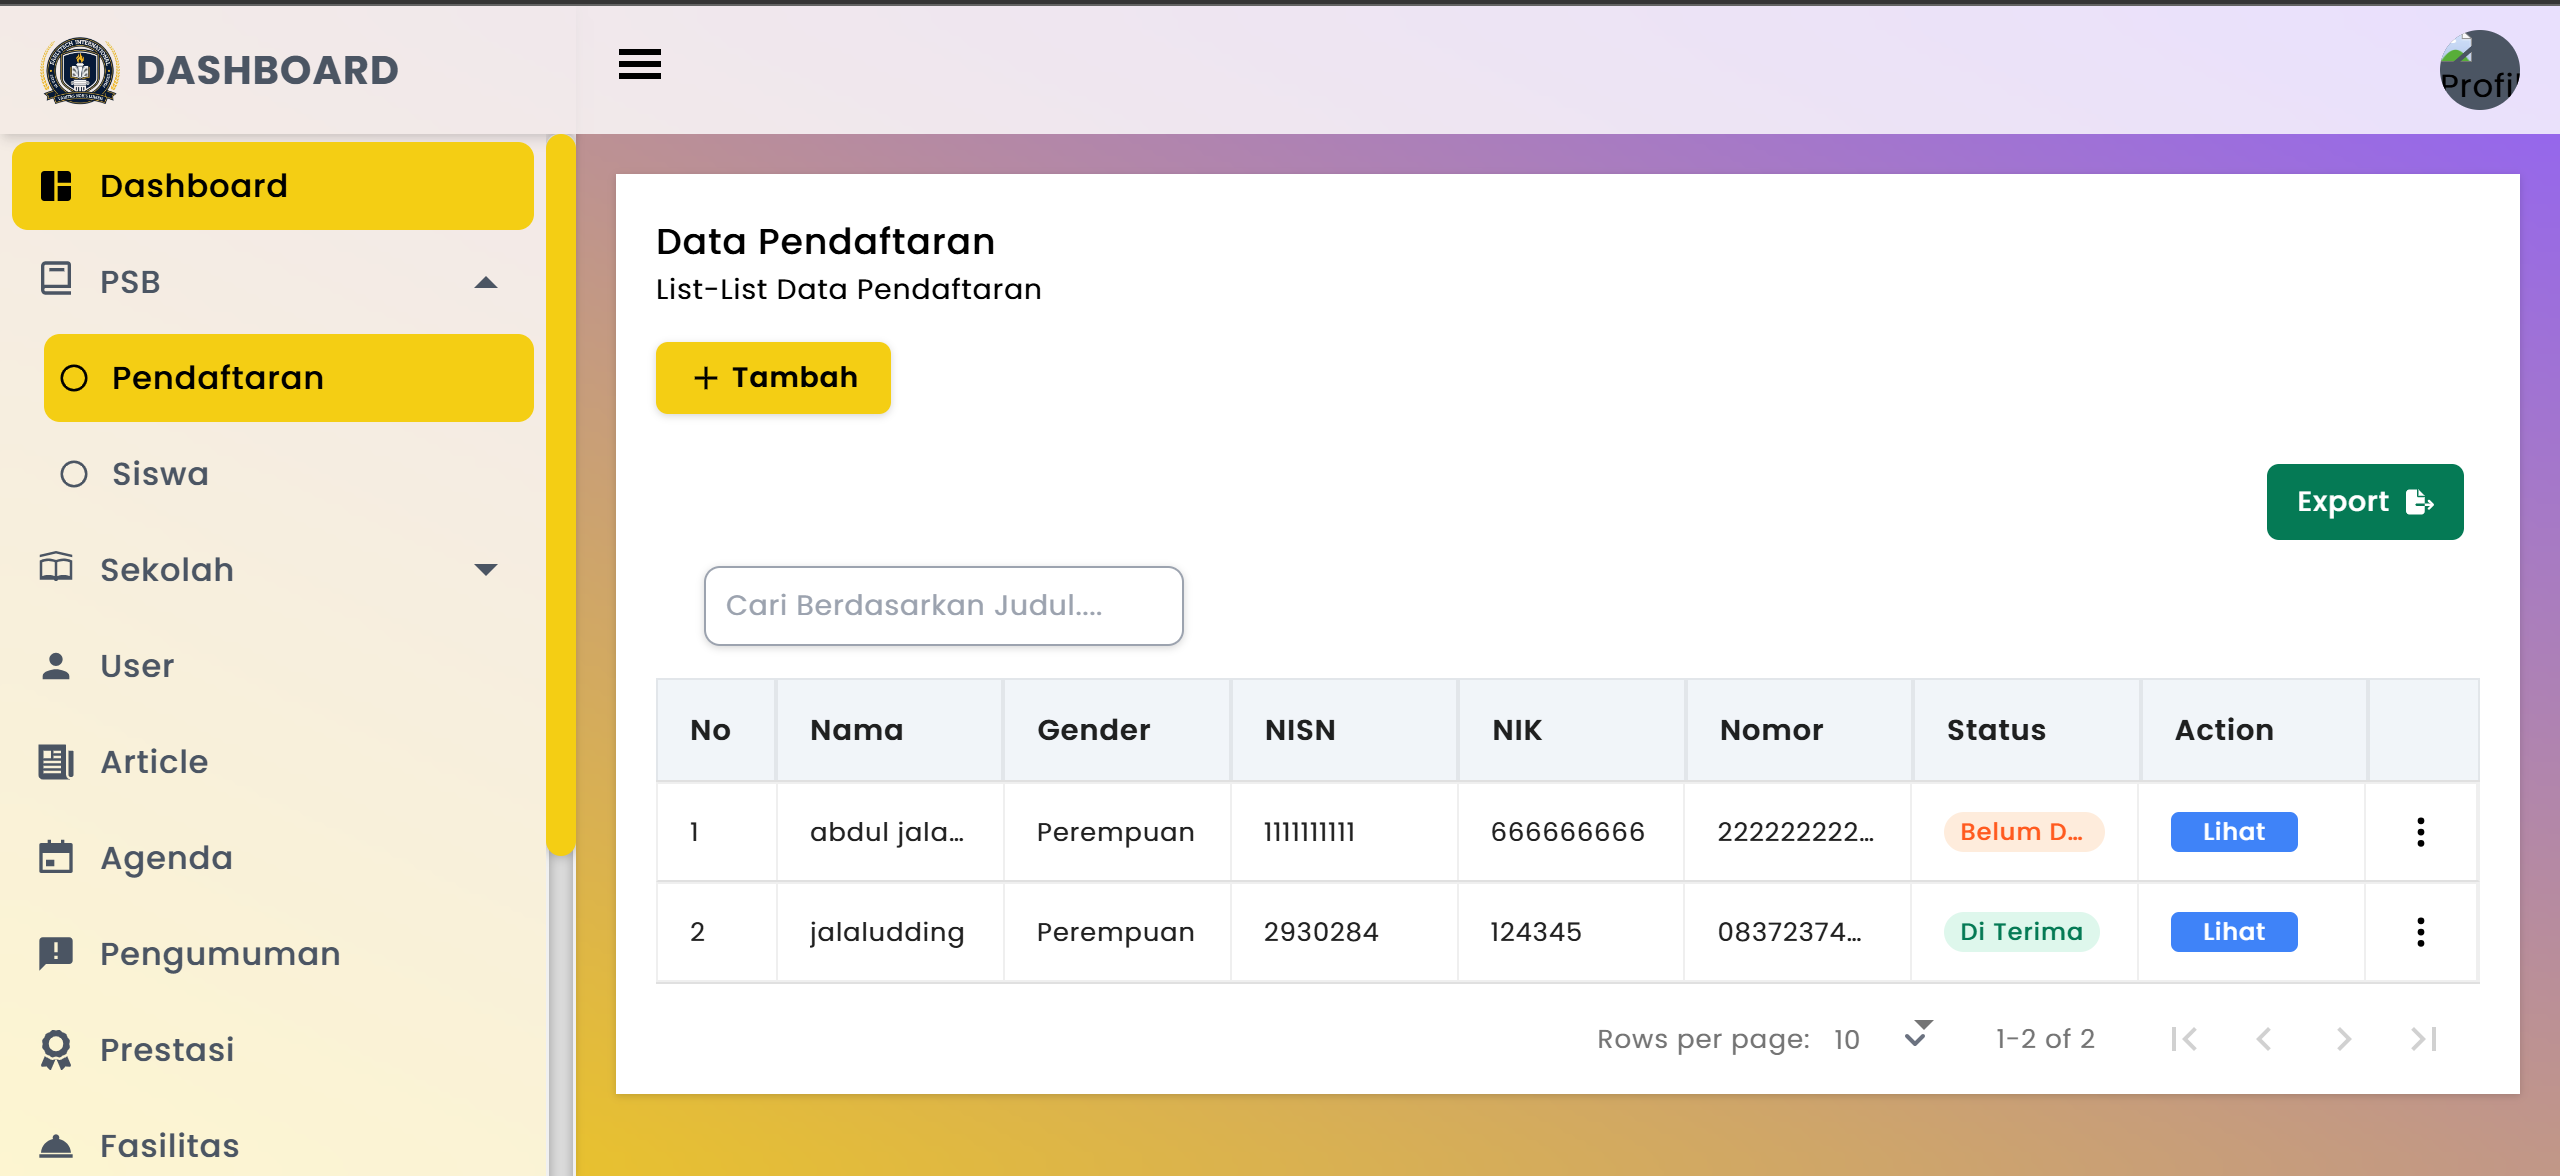 DASHBOARD
Profi
Dashboard
PSB
Pendaftaran
Siswa
Sekolah
User
Article
Agenda
Pengumuman
Prestasi
Fasilitas
Data Pendaftaran
List-List Data Pendaftaran
+ Tambah
Export
Cari Berdasarkan Judul....
No Nama Gender NISN NIK Nomor Status Action
1 abdul jala... Perempuan 1111111111 666666666 222222222... Belum D... Lihat
2 jalaludding Perempuan 2930284 124345 08372374... Di Terima Lihat
Rows per page: 10 1-2 of 2